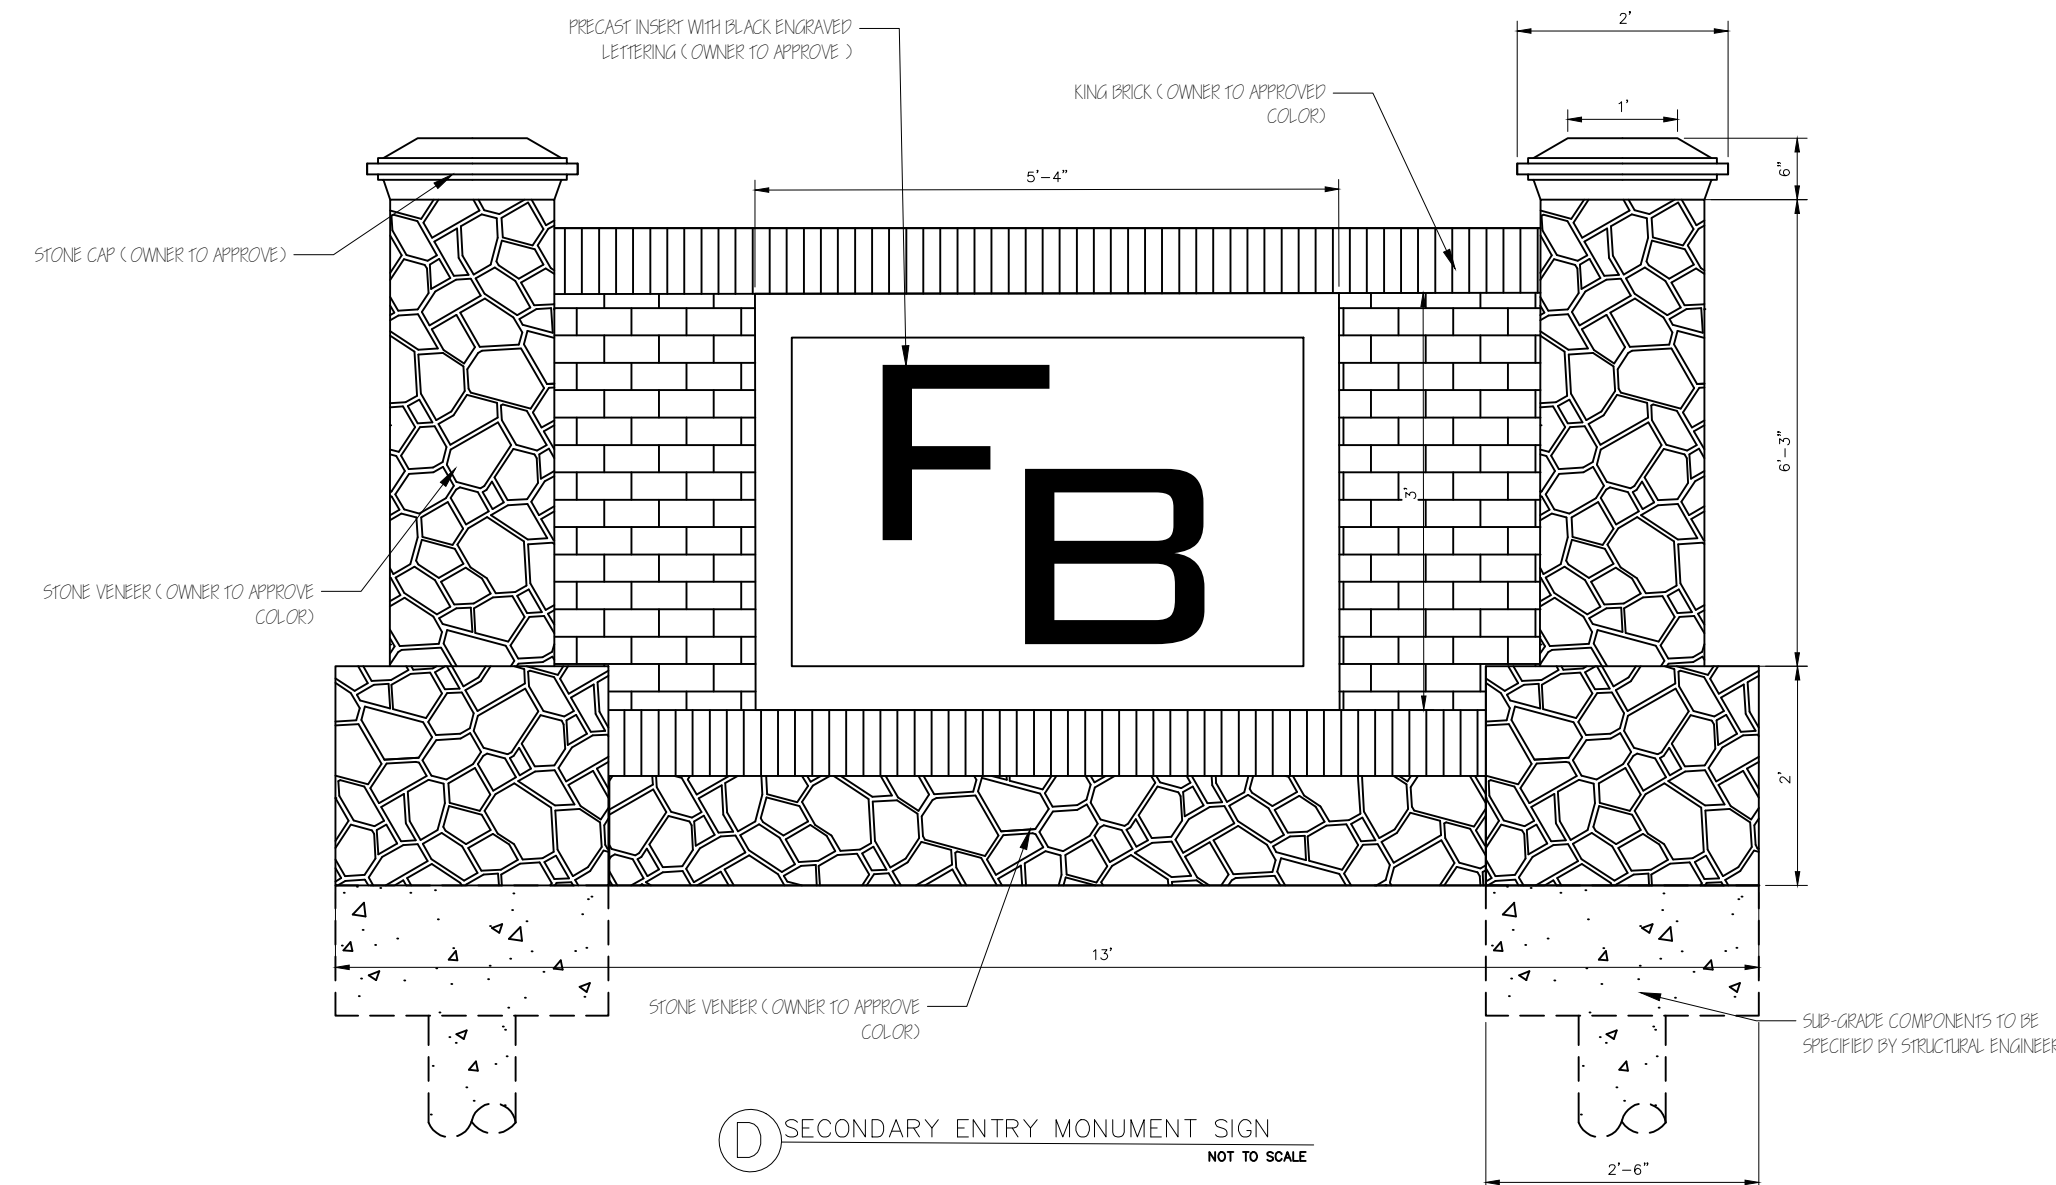 PRECAST INSERT WITH BLACK ENGRAVED
LETTERING ( OWNER TO APPROVE )
2'
KING BRICK ( OWNER TO APPROVED
COLOR)
1'
6"
5'-4"
STONE CAP ( OWNER TO APPROVE)
F
B
6'-3"
3'
STONE VENEER ( OWNER TO APPROVE
COLOR)
2'
13'
STONE VENEER ( OWNER TO APPROVE
COLOR)
SUB-GRADE COMPONENTS TO BE
SPECIFIED BY STRUCTURAL ENGINEER
D
SECONDARY ENTRY MONUMENT SIGN
NOT TO SCALE
2'-6"